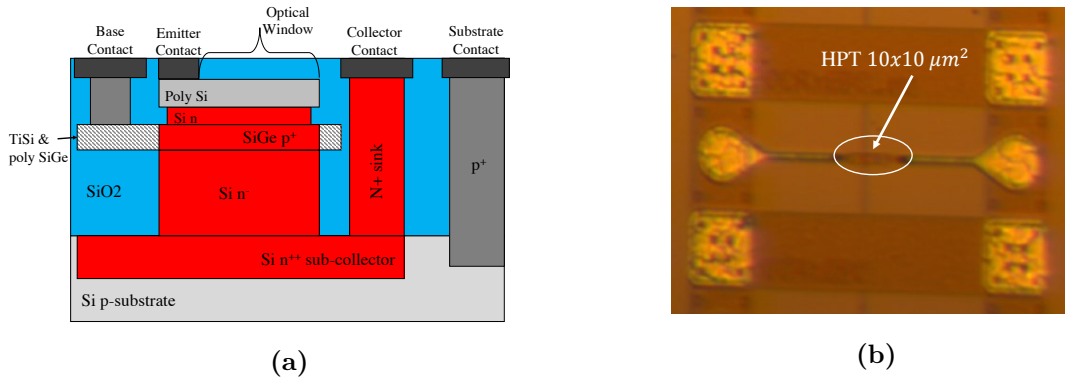 Optical
Window
Base
Contact
Emitter
Contact
Collector
Contact
Substrate
Contact
Poly Si
Si n
TiSi &
poly SiGe
SiGe p⁺
N+ sink
p⁺
SiO2
Si n⁻
Si n⁺⁺ sub-collector
Si p-substrate
(a)
HPT 10x10 μm²
(b)